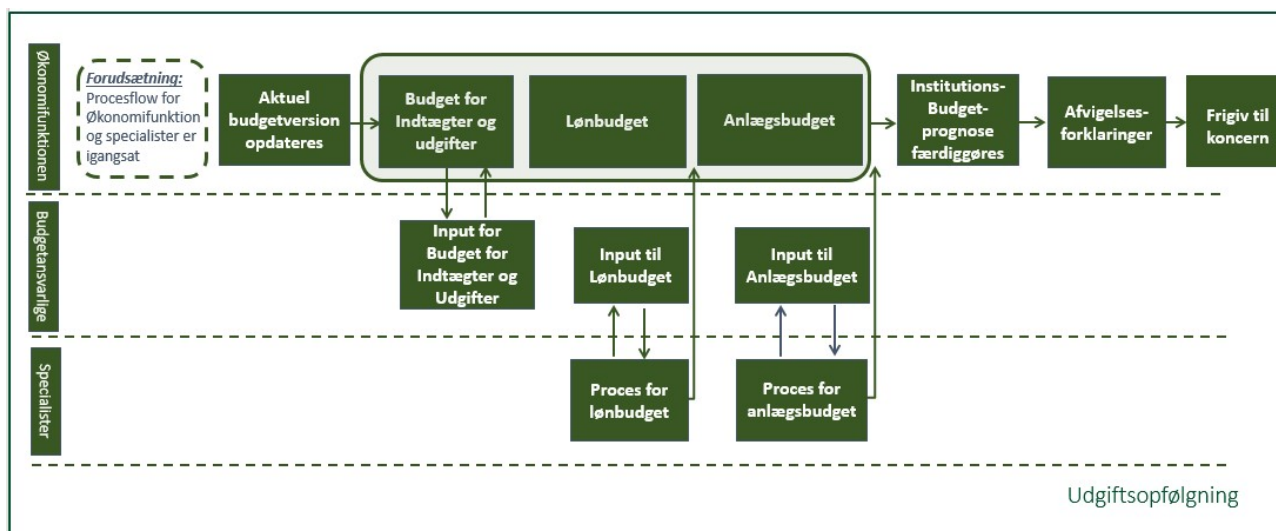 Økonomifunktionen
Forudsætning:
Procesflow for
Økonomifunktion
og specialister er
igangsat
Aktuel
budgetversion
opdateres
Budget for
Indtægter og
udgifter
Lønbudget
Anlægsbudget
Institutions-
Budget-
prognose
færdiggøres
Afvigelses-
forklaringer
Frigiv til
koncern
Budgetansvarlige
Input for
Budget for
Indtægter og
Udgifter
Input til
Lønbudget
Input til
Anlægsbudget
Specialister
Proces for
lønbudget
Proces for
anlægsbudget
Udgiftsopfølgning